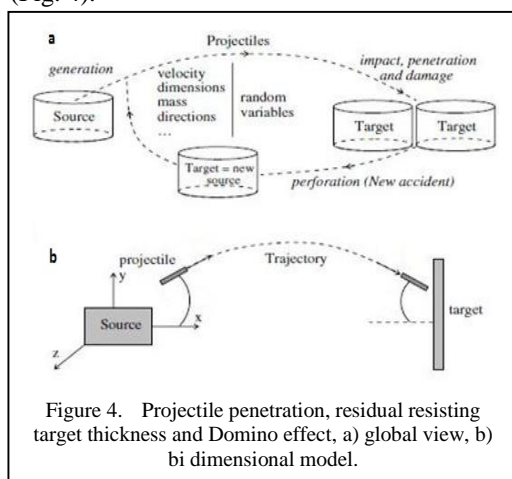 (Fig. 4).
a
Projectiles
generation
impact, penetration
and damage
velocity
dimensions
mass
directions
...
random
variables
Source
Target
Target
Target = new
source
perforation (New accident)
b
projectile
Trajectory
y
Source
x
z
target
Figure 4. Projectile penetration, residual resisting
target thickness and Domino effect, a) global view, b)
bi dimensional model.